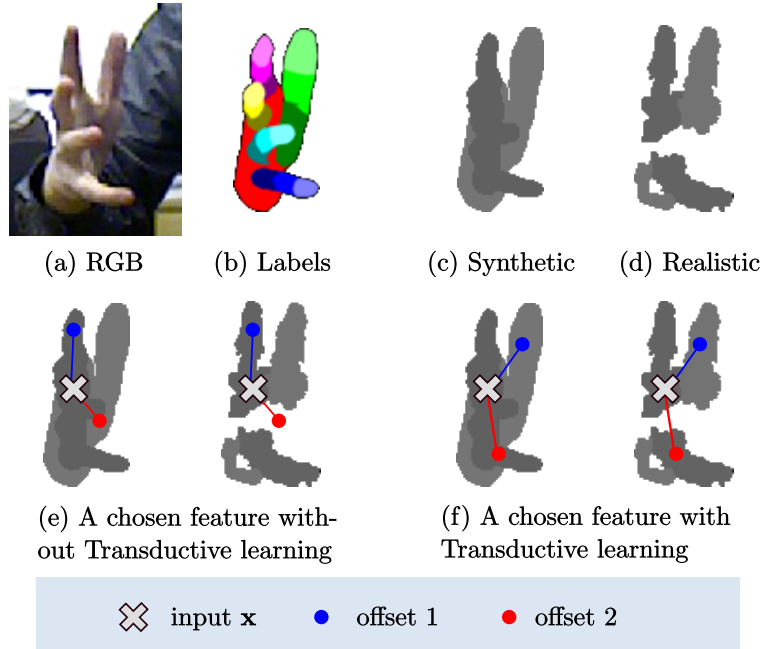 (a) RGB
(b) Labels
(c) Synthetic
(d) Realistic
(e) A chosen feature with-
out Transductive learning
(f) A chosen feature with
Transductive learning
input x
offset 1
offset 2